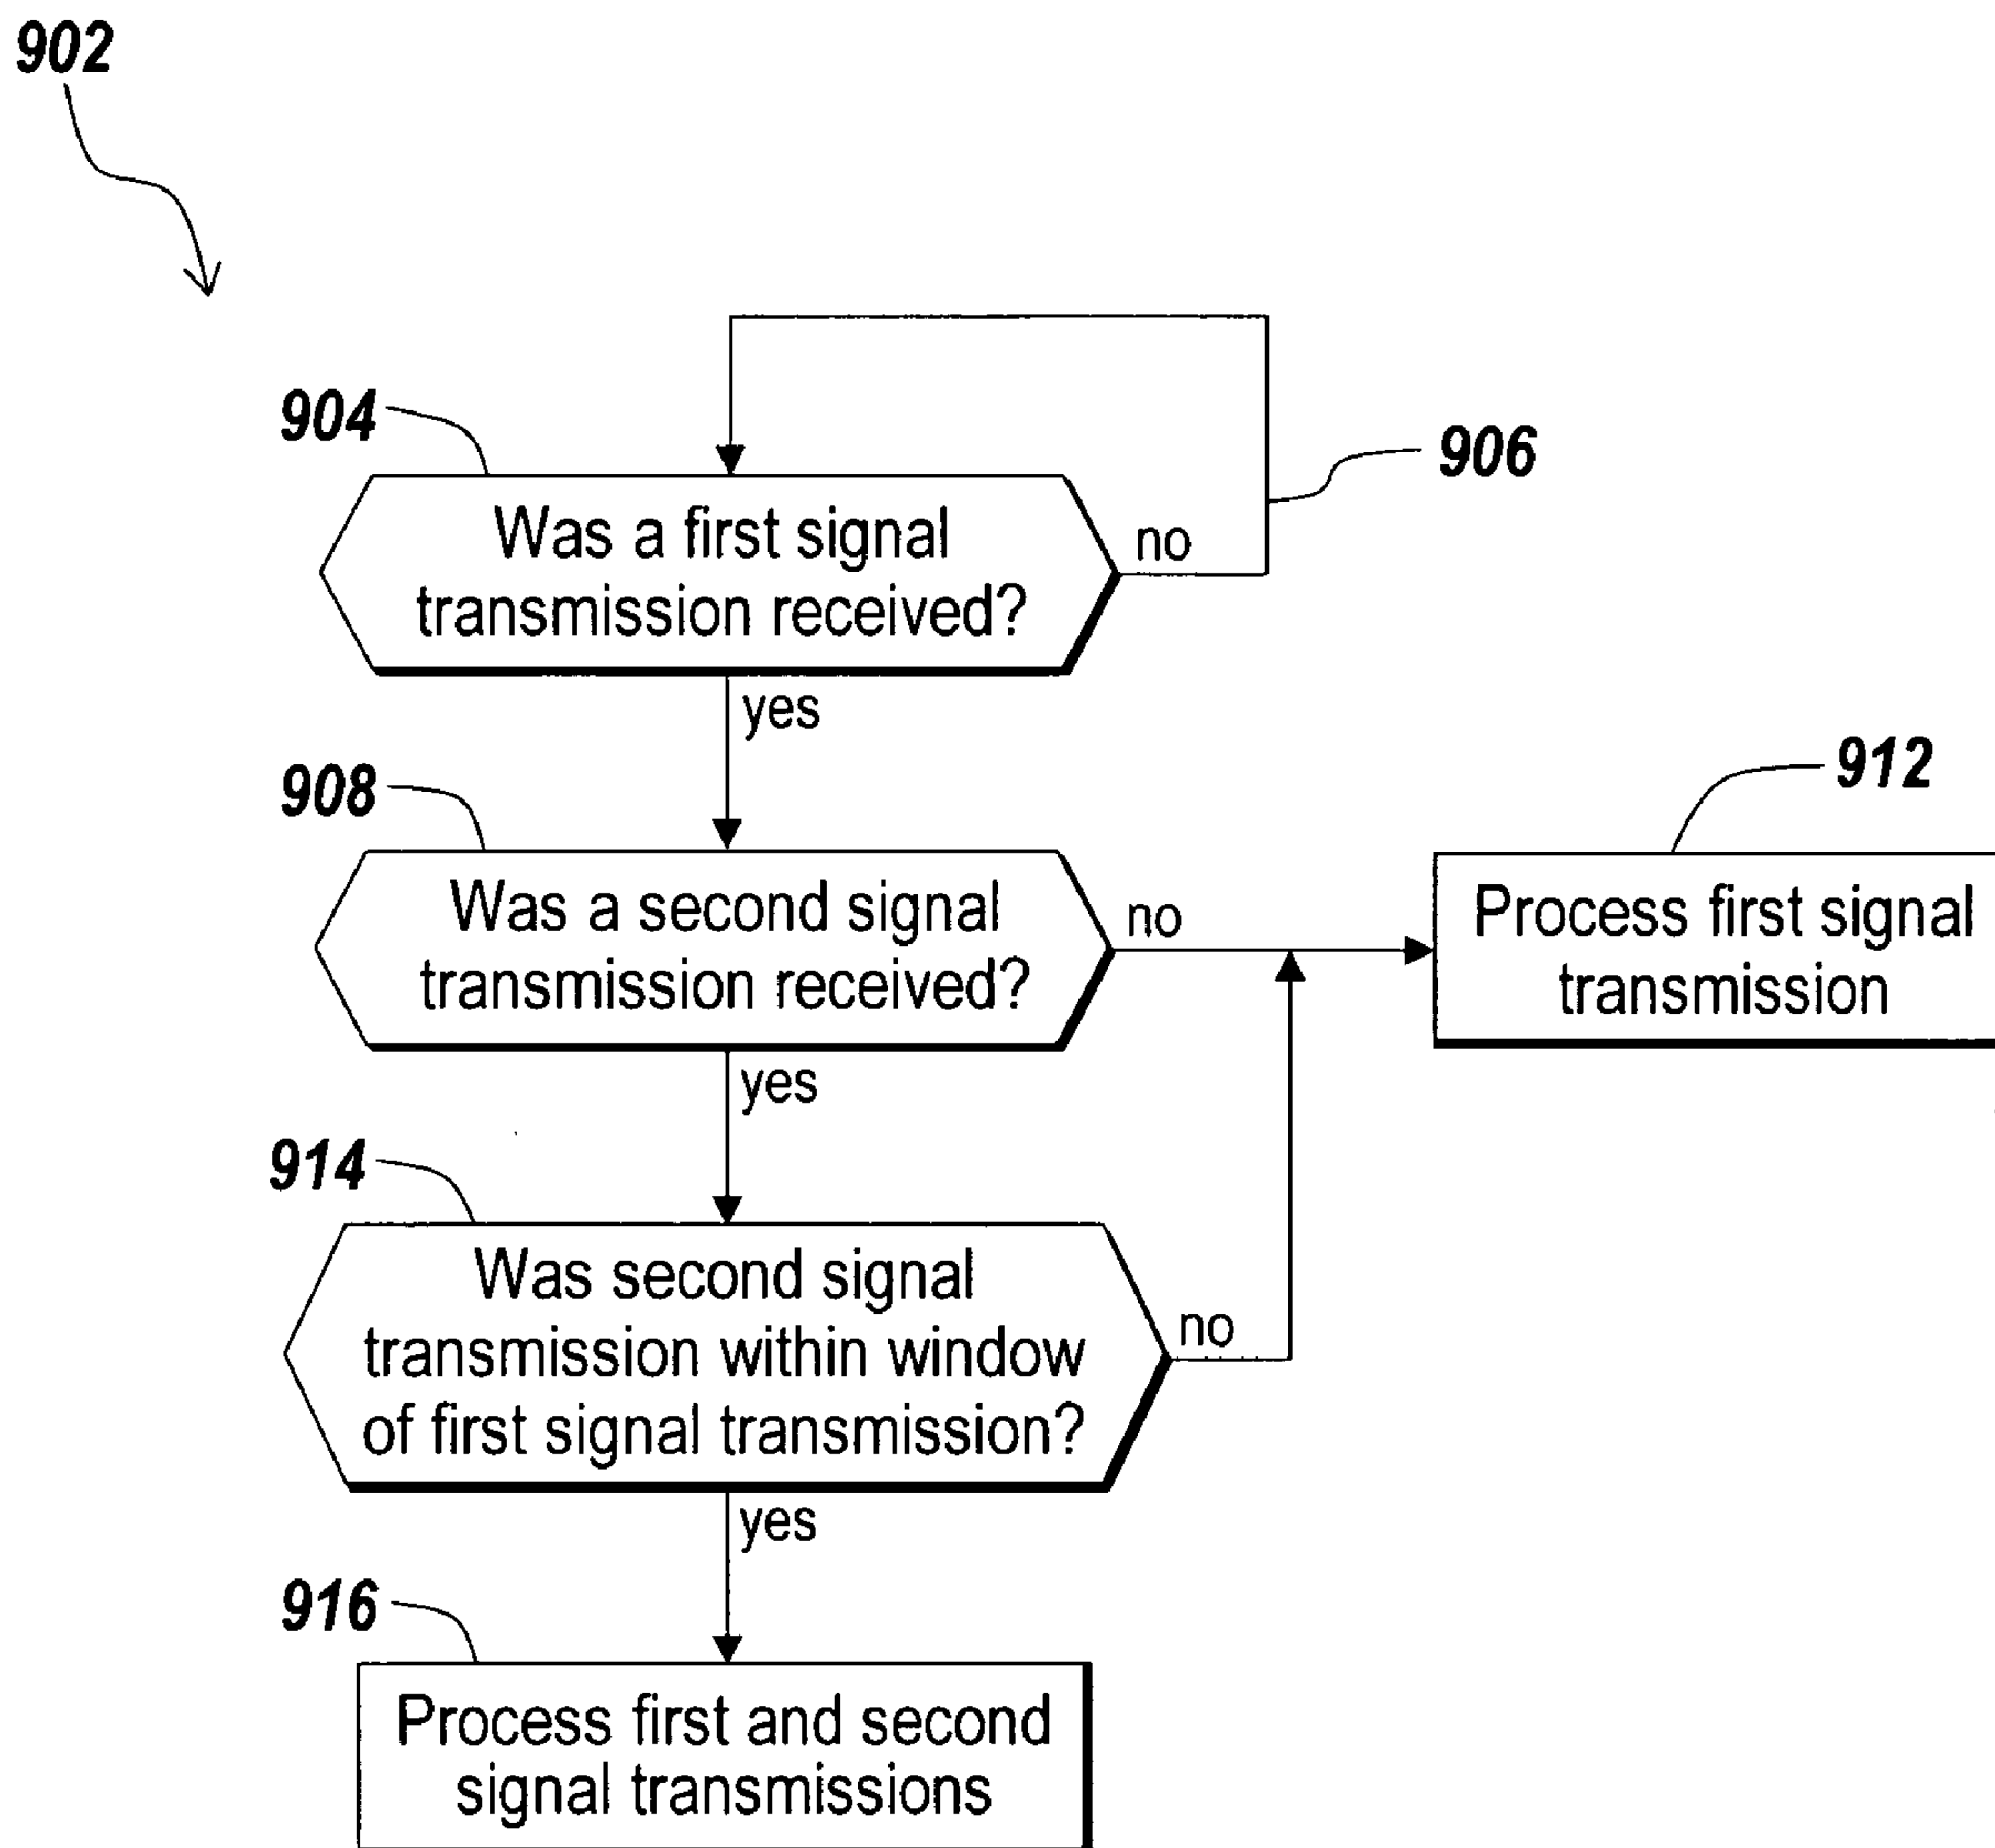 902
904
906
Was a first signal
transmission received?
no
yes
908
912
Was a second signal
transmission received?
no
Process first signal
transmission
yes
914
Was second signal
transmission within window
of first signal transmission?
no
yes
916
Process first and second
signal transmissions